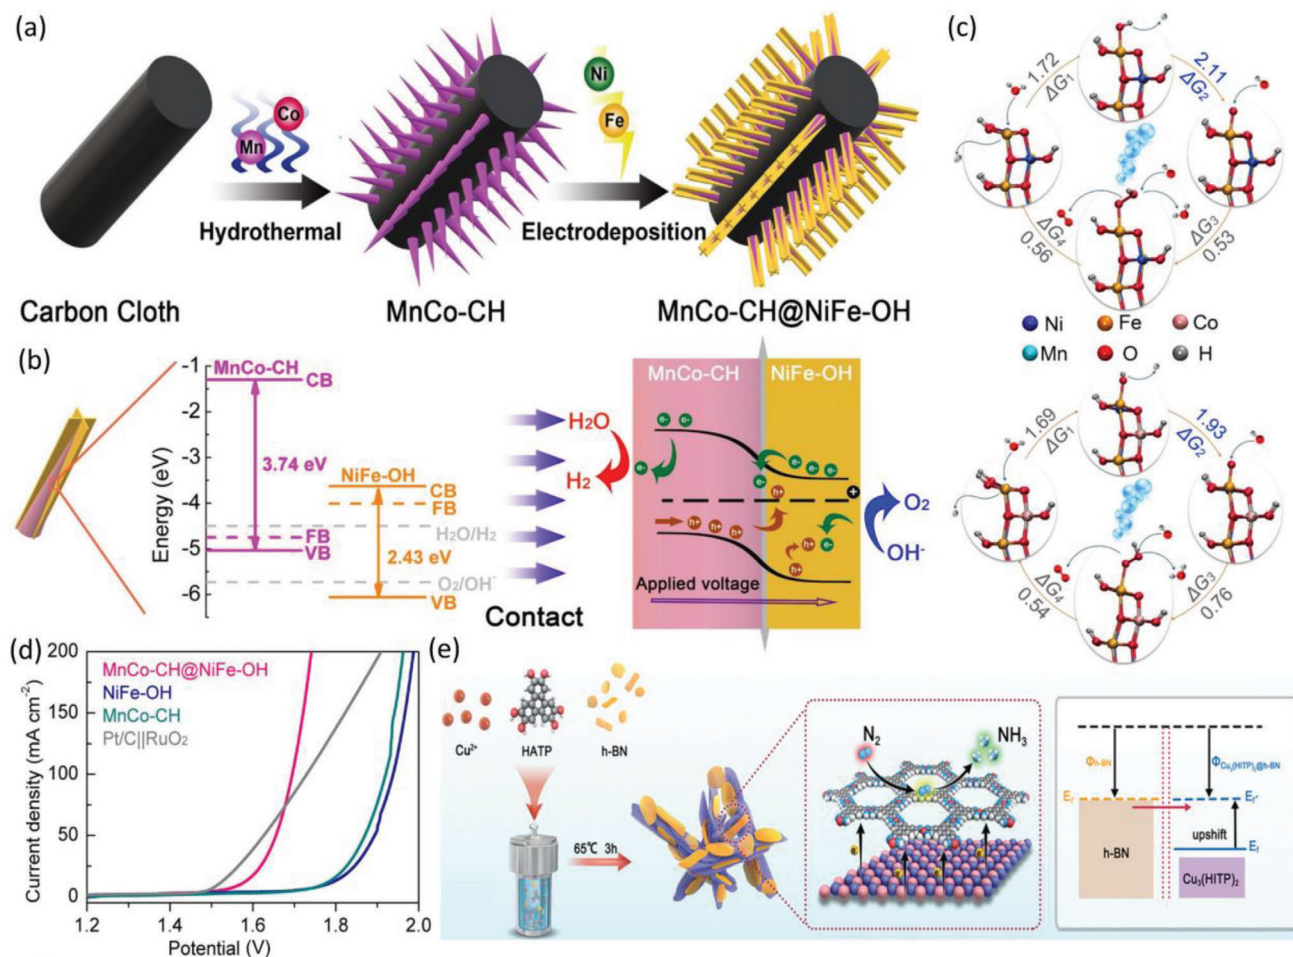 (a)
Mn
Co
Hydrothermal
Ni
Fe
Electrodeposition
Carbon Cloth
MnCo-CH
MnCo-CH@NiFe-OH
(c)
1.72
ΔG₁
2.11
ΔG₂
ΔG₄
0.56
ΔG₃
0.53
Ni
Fe
Co
Mn
O
H
1.69
ΔG₁
1.93
ΔG₂
ΔG₄
0.54
ΔG₃
0.76
(b)
Energy (eV)
-1
-2
-3
-4
-5
-6
MnCo-CH
CB
3.74 eV
FB
VB
NiFe-OH
CB
FB
H₂O/H₂
2.43 eV
O₂/OH⁻
VB
Contact
H₂O
H₂
MnCo-CH
NiFe-OH
e-
e-
e-
e-
e-
e-
e-
e-
e-
h+
h+
h+
h+
h+
h+
+
O₂
OH⁻
Applied voltage
(d)
Current density (mA cm⁻²)
200
150
100
50
0
MnCo-CH@NiFe-OH
NiFe-OH
MnCo-CH
Pt/C||RuO₂
1.2
1.4
1.6
1.8
2.0
Potential (V)
(e)
Cu²⁺
HATP
h-BN
65℃ 3h
N₂
NH₃
Φh-BN
ΦCu₃(HITP)₂@h-BN
Ef
Ef'
upshift
Ef
h-BN
Cu₃(HITP)₂